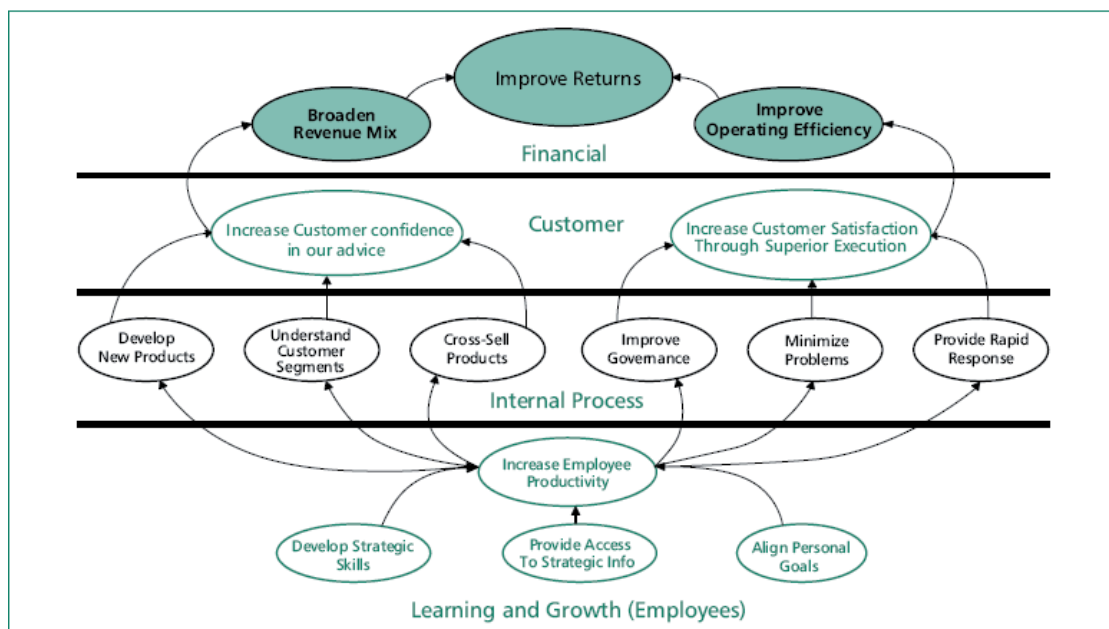 Improve Returns
Broaden
Revenue Mix
Improve
Operating Efficiency
Financial
Customer
Increase Customer confidence
in our advice
Increase Customer Satisfaction
Through Superior Execution
Develop
New Products
Understand
Customer
Segments
Cross-Sell
Products
Improve
Governance
Minimize
Problems
Provide Rapid
Response
Internal Process
Increase Employee
Productivity
Develop Strategic
Skills
Provide Access
To Strategic Info
Align Personal
Goals
Learning and Growth (Employees)